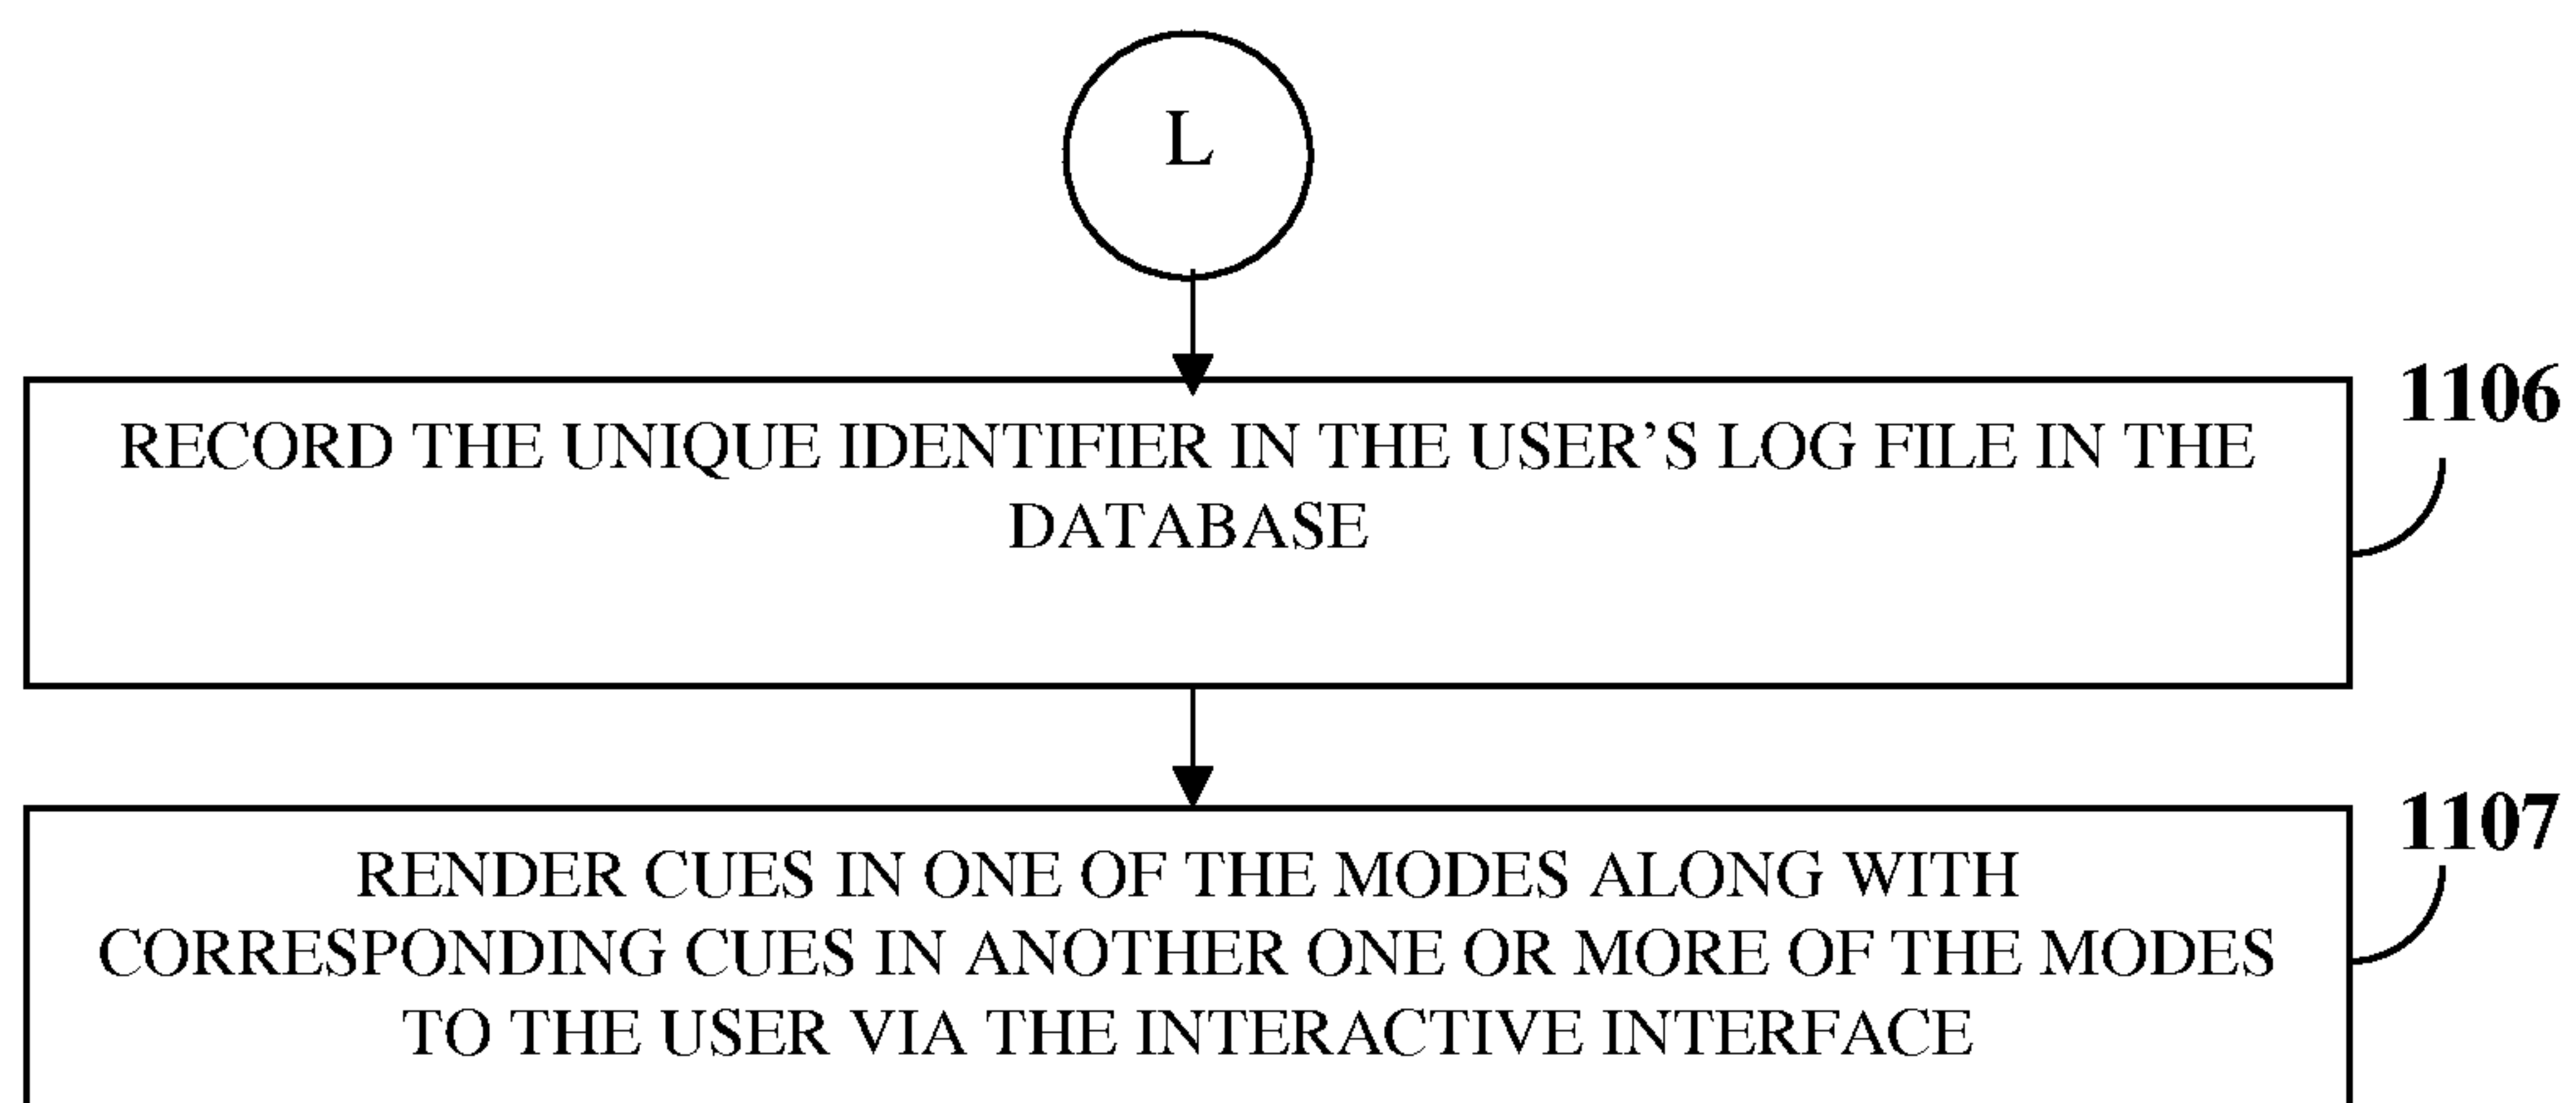 L
1106
RECORD THE UNIQUE IDENTIFIER IN THE USER’S LOG FILE IN THE
DATABASE
1107
RENDER CUES IN ONE OF THE MODES ALONG WITH
CORRESPONDING CUES IN ANOTHER ONE OR MORE OF THE MODES
TO THE USER VIA THE INTERACTIVE INTERFACE